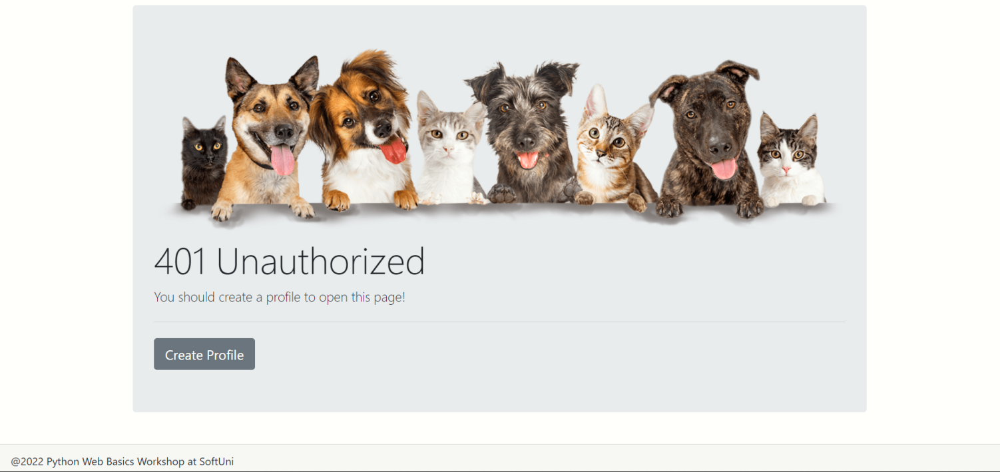 401 Unauthorized
You should create a profile to open this page!
Create Profile
@2022 Python Web Basics Workshop at SoftUni